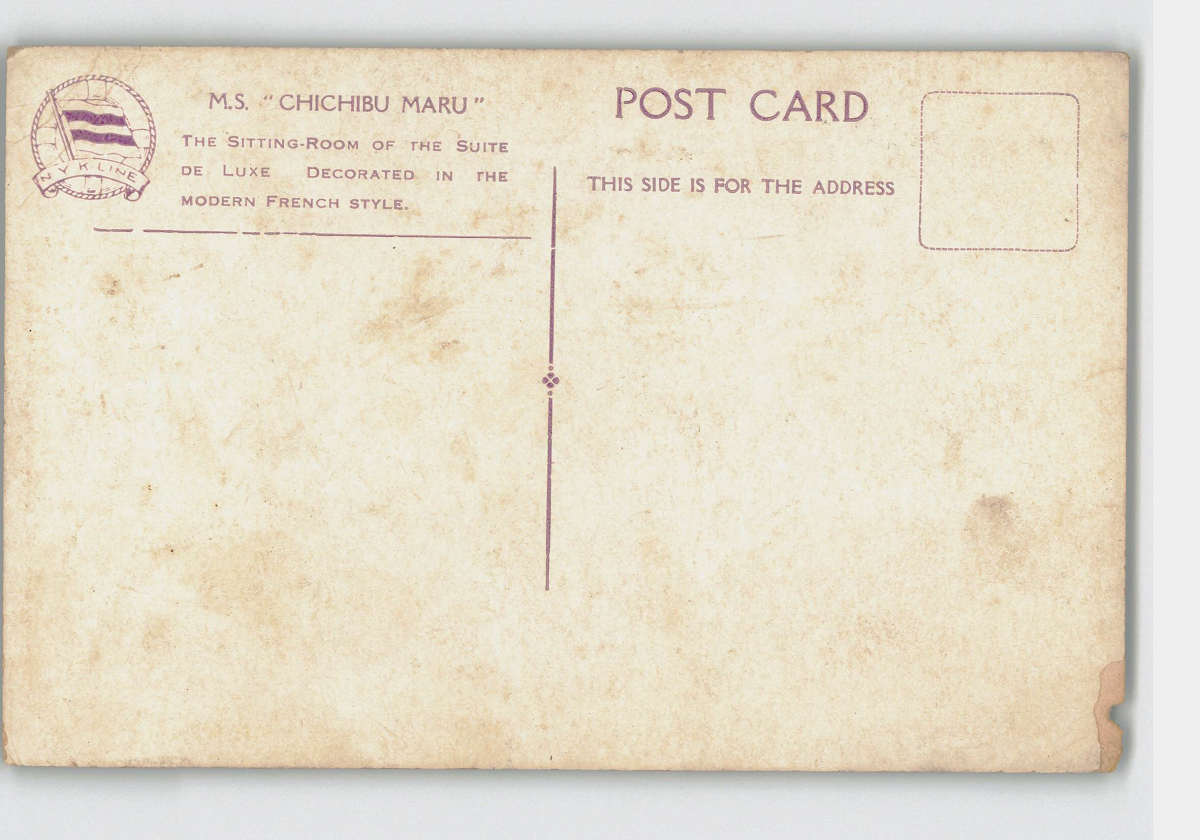 M.S. "CHICHIBU MARU"
THE SITTING-ROOM OF THE SUITE
DE LUXE DECORATED IN THE
MODERN FRENCH STYLE.
N.Y.K. LINE
POST CARD
THIS SIDE IS FOR THE ADDRESS